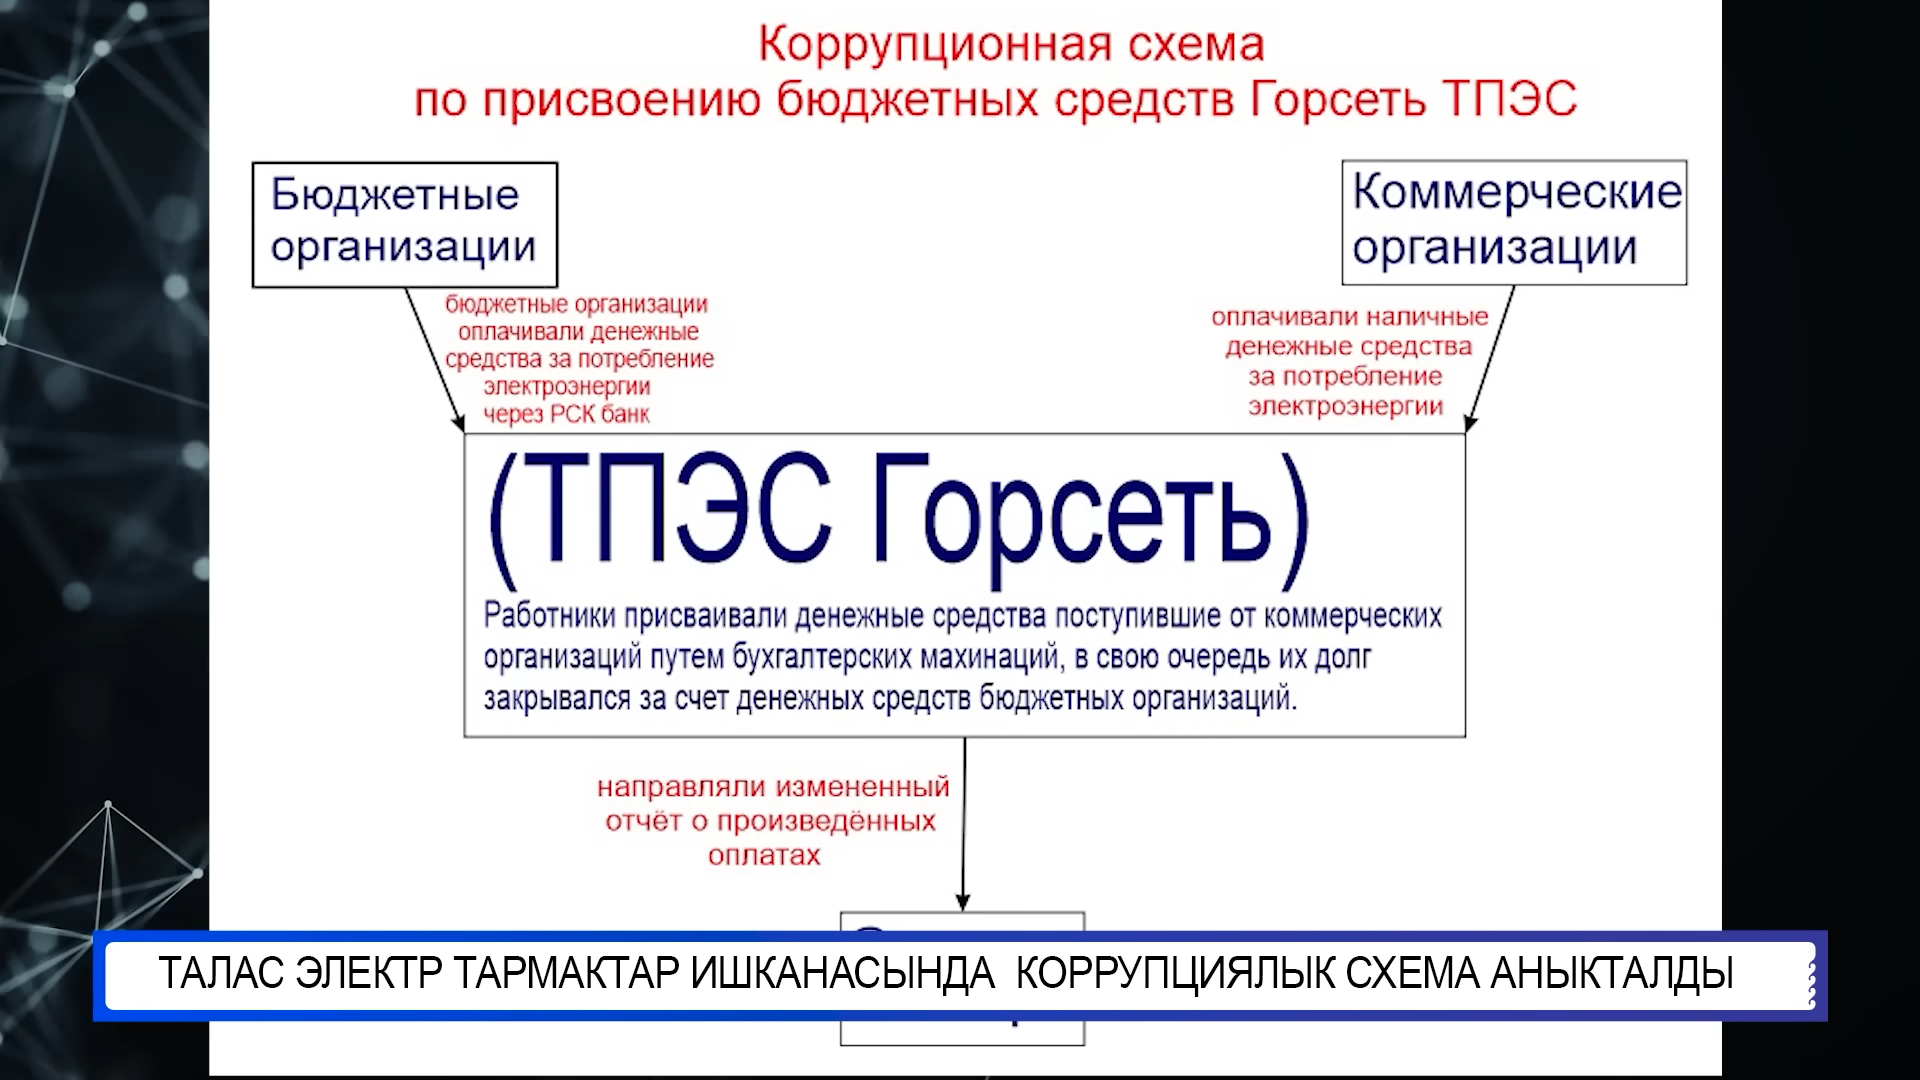 Коррупционная схема
по присвоению бюджетных средств Горсеть ТПЭС
Бюджетные
организации
Коммерческие
организации
бюджетные организации
оплачивали денежные
средства за потребление
электроэнергии
через РСК банк
оплачивали наличные
денежные средства
за потребление
электроэнергии
(ТПЭС Горсеть)
Работники присваивали денежные средства поступившие от коммерческих
организаций путем бухгалтерских махинаций, в свою очередь их долг
закрывался за счет денежных средств бюджетных организаций.
направляли измененный
отчёт о произведённых
оплатах
ТАЛАС ЭЛЕКТР ТАРМАКТАР ИШКАНАСЫНДА КОРРУПЦИЯЛЫК СХЕМА АНЫКТАЛДЫ